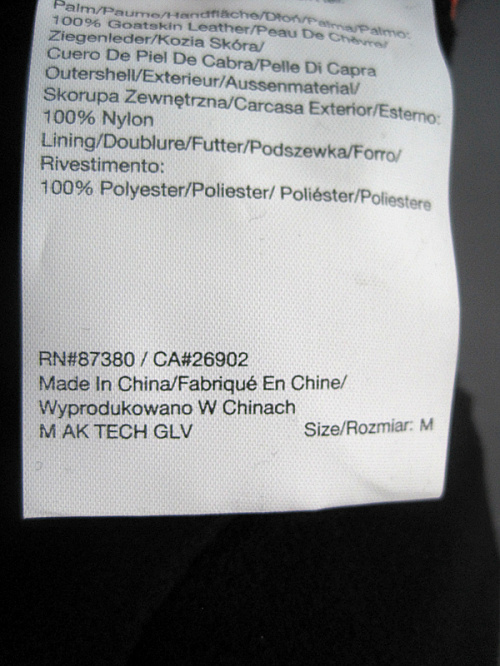 Palm/Paume/Handfläche/Dłoń/Palma/Palmo:
100% Goatskin Leather/Peau De Chèvre/
Ziegenleder/Kozia Skóra/
Cuero De Piel De Cabra/Pelle Di Capra
Outershell/Exterieur/Aussenmaterial/
Skorupa Zewnętrzna/Carcasa Exterior/Esterno:
100% Nylon
Lining/Doublure/Futter/Podszewka/Forro/
Rivestimento:
100% Polyester/Poliester/ Poliéster/Poliestere
RN#87380 / CA#26902
Made In China/Fabriqué En Chine/
Wyprodukowano W Chinach
M AK TECH GLV Size/Rozmiar: M